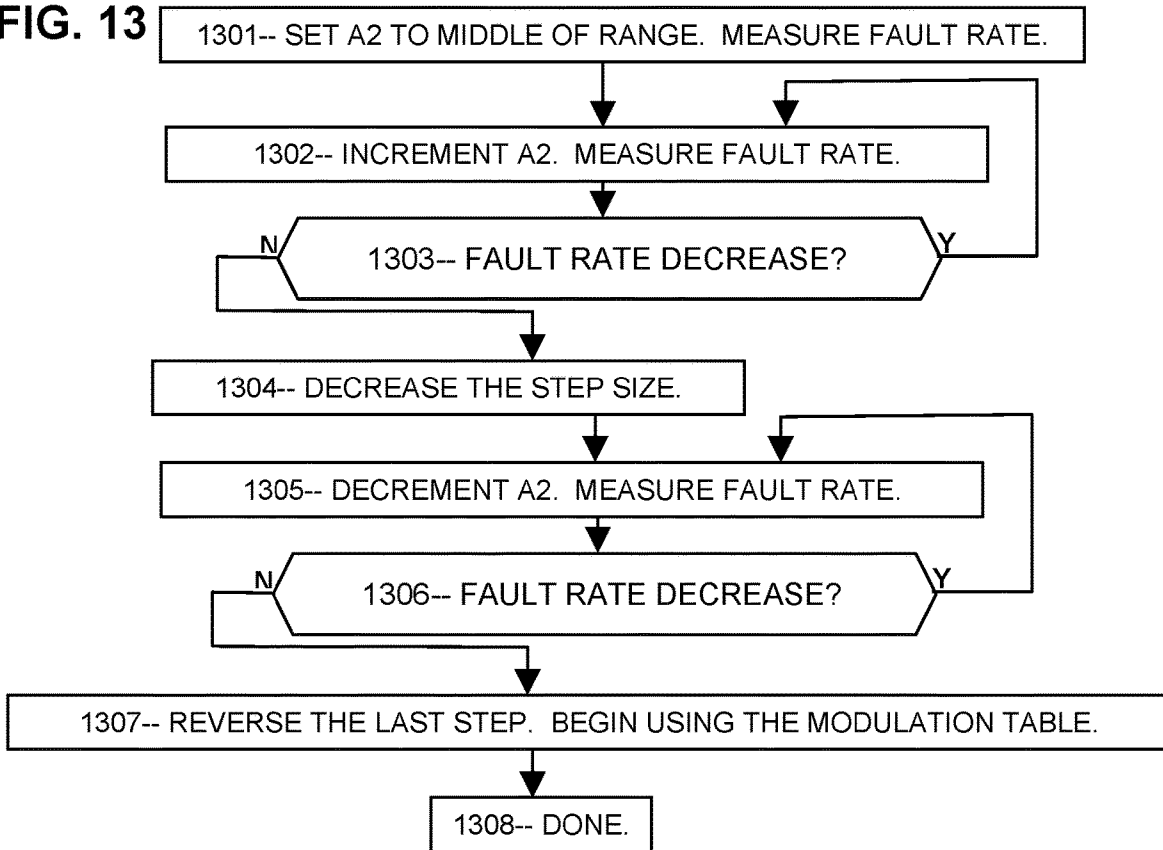 FIG. 13
1301-- SET A2 TO MIDDLE OF RANGE.  MEASURE FAULT RATE.
1302-- INCREMENT A2.  MEASURE FAULT RATE.
N
1303-- FAULT RATE DECREASE?
Y
1304-- DECREASE THE STEP SIZE.
1305-- DECREMENT A2.  MEASURE FAULT RATE.
N
1306-- FAULT RATE DECREASE?
Y
1307-- REVERSE THE LAST STEP.  BEGIN USING THE MODULATION TABLE.
1308-- DONE.